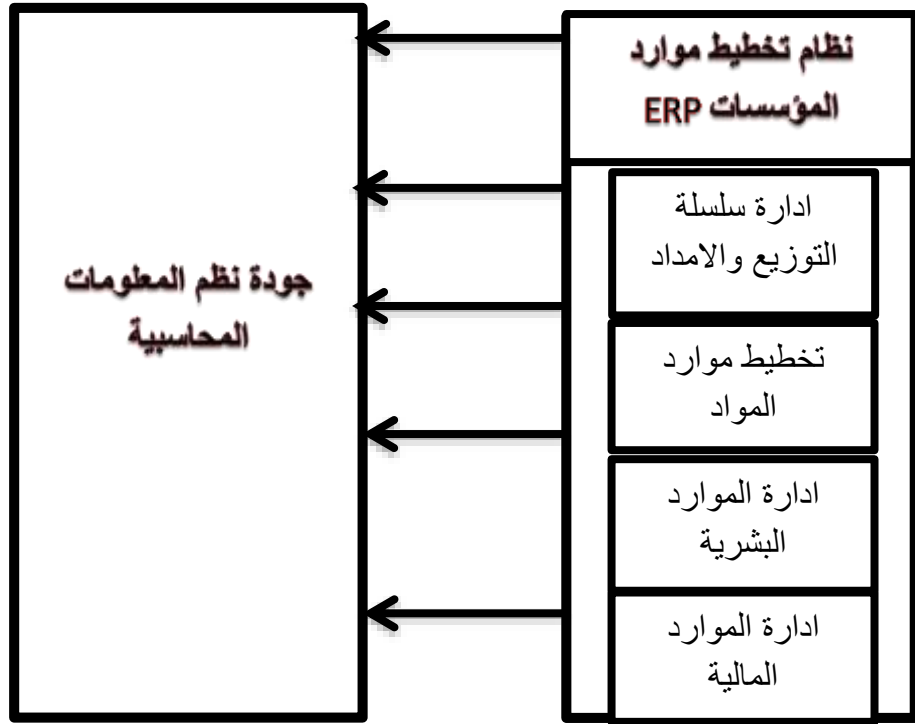 نظام تخطيط موارد
المؤسسات ERP
ادارة سلسلة
التوزيع والامداد
تخطيط موارد
المواد
ادارة الموارد
البشرية
ادارة الموارد
المالية
جودة نظم المعلومات
المحاسبية